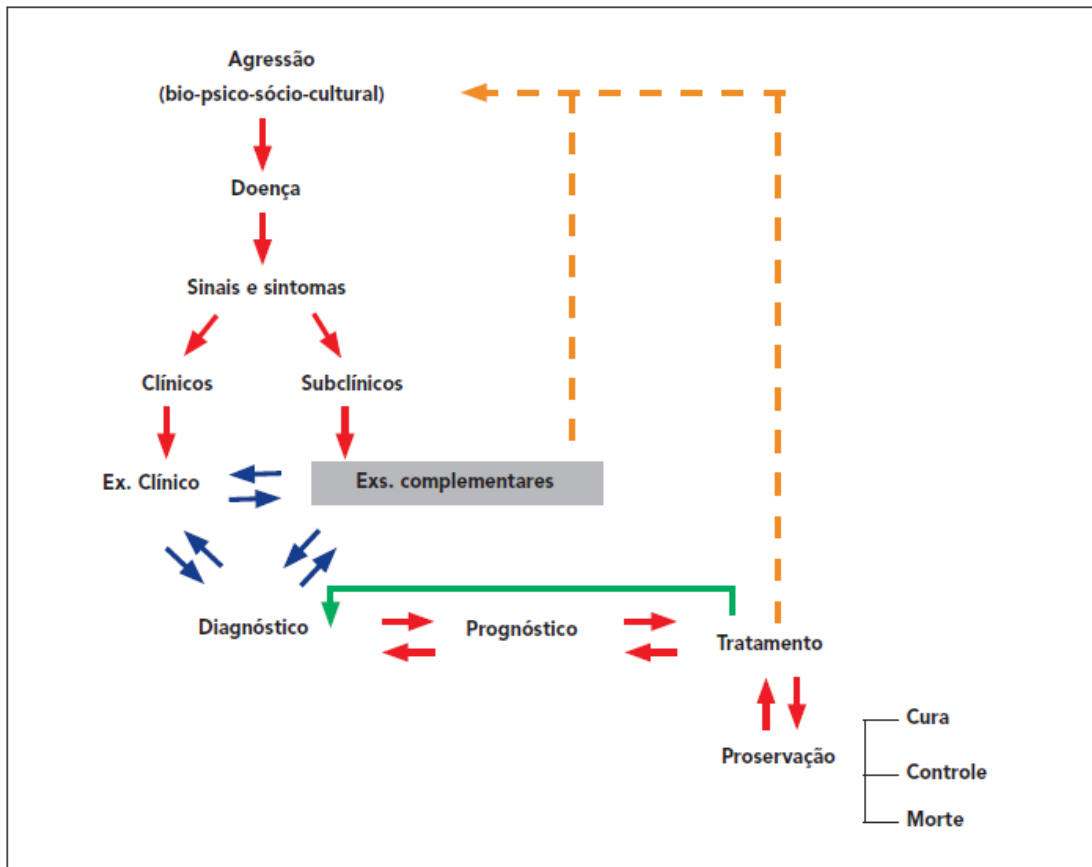 Agressão
(bio-psico-sócio-cultural)
Doença
Sinais e sintomas
Clínicos
Subclínicos
Ex. Clínico
Exs. complementares
Diagnóstico
Prognóstico
Tratamento
Proservação
Cura
Controle
Morte